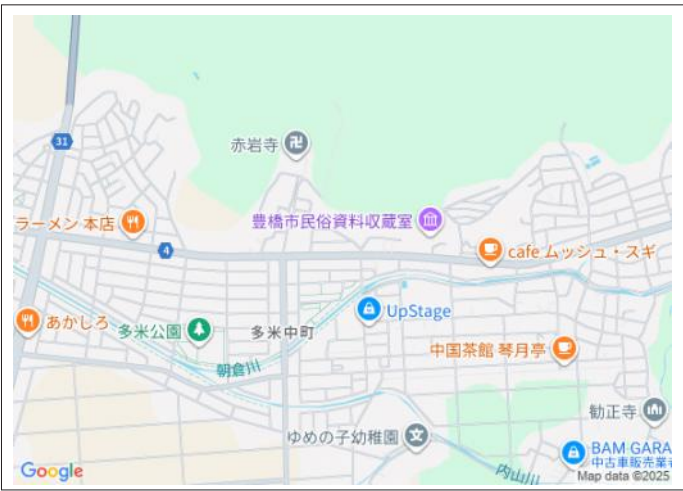 31
赤岩寺
豊橋市民俗資料収蔵室
ラーメン 本店
4
cafe ムッシュ・スギ
あかしろ
多米公園
多米中町
UpStage
朝倉川
中国茶館 琴月亭
勧正寺
ゆめの子幼稚園
BAM GARA
中古車販売業者
内山川
Google
Map data ©2025